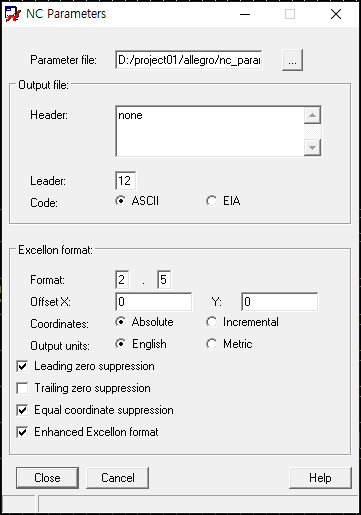 NC Parameters
Parameter file: D:/project01/allegro/nc_parai ...
Output file:
Header: none
Leader: 12
Code: ASCII EIA
Excellon format:
Format: 2 . 5
Offset X: 0 Y: 0
Coordinates: Absolute Incremental
Output units: English Metric
Leading zero suppression
Trailing zero suppression
Equal coordinate suppression
Enhanced Excellon format
Close Cancel Help